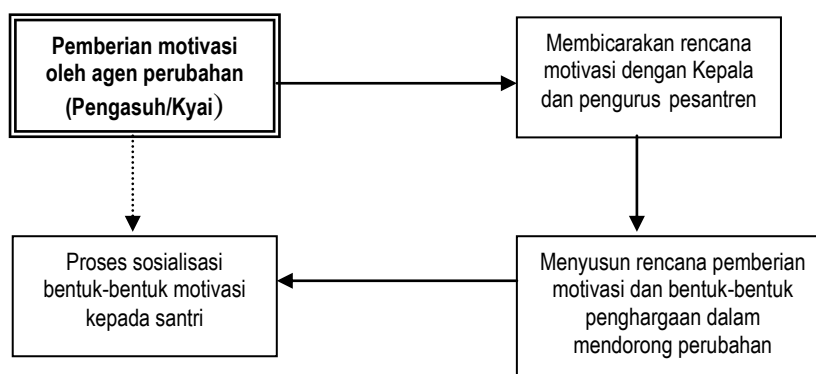 Pemberian motivasi
oleh agen perubahan
(Pengasuh/Kyai)
Membicarakan rencana
motivasi dengan Kepala
dan pengurus pesantren
Proses sosialisasi
bentuk-bentuk motivasi
kepada santri
Menyusun rencana pemberian
motivasi dan bentuk-bentuk
penghargaan dalam
mendorong perubahan